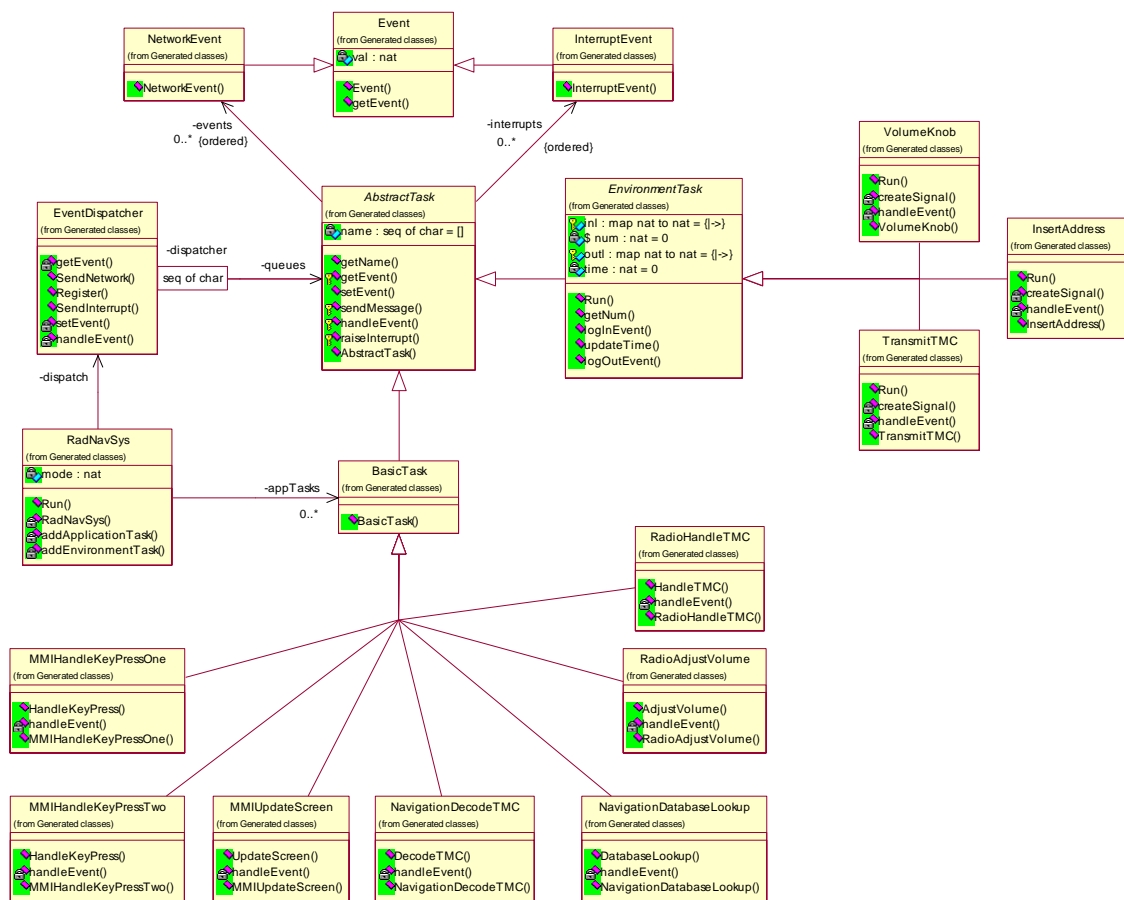 Event
(from Generated classes)
val : nat
Event()
getEvent()
NetworkEvent
(from Generated classes)
NetworkEvent()
InterruptEvent
(from Generated classes)
InterruptEvent()
-events
0..*
{ordered}
-interrupts
0..*
{ordered}
AbstractTask
(from Generated classes)
name : seq of char = []
getName()
getEvent()
setEvent()
sendMessage()
handleEvent()
raiseInterrupt()
AbstractTask()
EnvironmentTask
(from Generated classes)
inl : map nat to nat = {|->}
$ num : nat = 0
outl : map nat to nat = {|->}
time : nat = 0
Run()
getNum()
logInEvent()
updateTime()
logOutEvent()
VolumeKnob
(from Generated classes)
Run()
createSignal()
handleEvent()
VolumeKnob()
InsertAddress
(from Generated classes)
Run()
createSignal()
handleEvent()
InsertAddress()
TransmitTMC
(from Generated classes)
Run()
createSignal()
handleEvent()
TransmitTMC()
EventDispatcher
(from Generated classes)
getEvent()
SendNetwork()
Register()
SendInterrupt()
setEvent()
handleEvent()
-dispatcher
seq of char
-queues
-dispatch
RadNavSys
(from Generated classes)
mode : nat
Run()
RadNavSys()
addApplicationTask()
addEnvironmentTask()
-appTasks
0..*
BasicTask
(from Generated classes)
BasicTask()
RadioHandleTMC
(from Generated classes)
HandleTMC()
handleEvent()
RadioHandleTMC()
MMIHandleKeyPressOne
(from Generated classes)
HandleKeyPress()
handleEvent()
MMIHandleKeyPressOne()
RadioAdjustVolume
(from Generated classes)
AdjustVolume()
handleEvent()
RadioAdjustVolume()
MMIHandleKeyPressTwo
(from Generated classes)
HandleKeyPress()
handleEvent()
MMIHandleKeyPressTwo()
MMIUpdateScreen
(from Generated classes)
UpdateScreen()
handleEvent()
MMIUpdateScreen()
NavigationDecodeTMC
(from Generated classes)
DecodeTMC()
handleEvent()
NavigationDecodeTMC()
NavigationDatabaseLookup
(from Generated classes)
DatabaseLookup()
handleEvent()
NavigationDatabaseLookup()